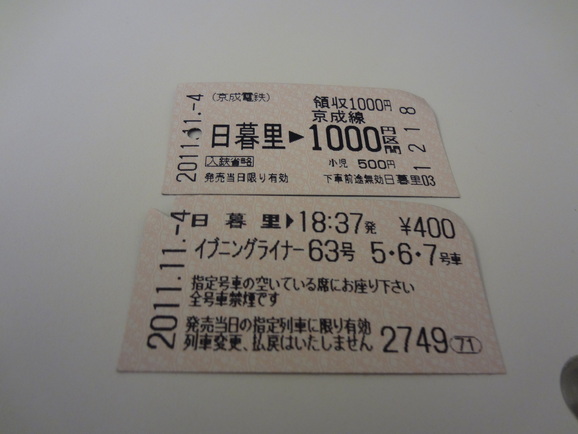 2011.11.-4
(京成電鉄)
領収1000円
京成線
日暮里▶1000円区間
入鋏省略
小児 500円
発売当日限り有効
下車前途無効日暮里03
1218
2011.11.-4
日暮里▶18:37発 ¥400
イブニングライナー63号 5・6・7号車
指定号車の空いている席にお座り下さい
全号車禁煙です
発売当日の指定列車に限り有効
列車変更、払戻はいたしません 2749 71